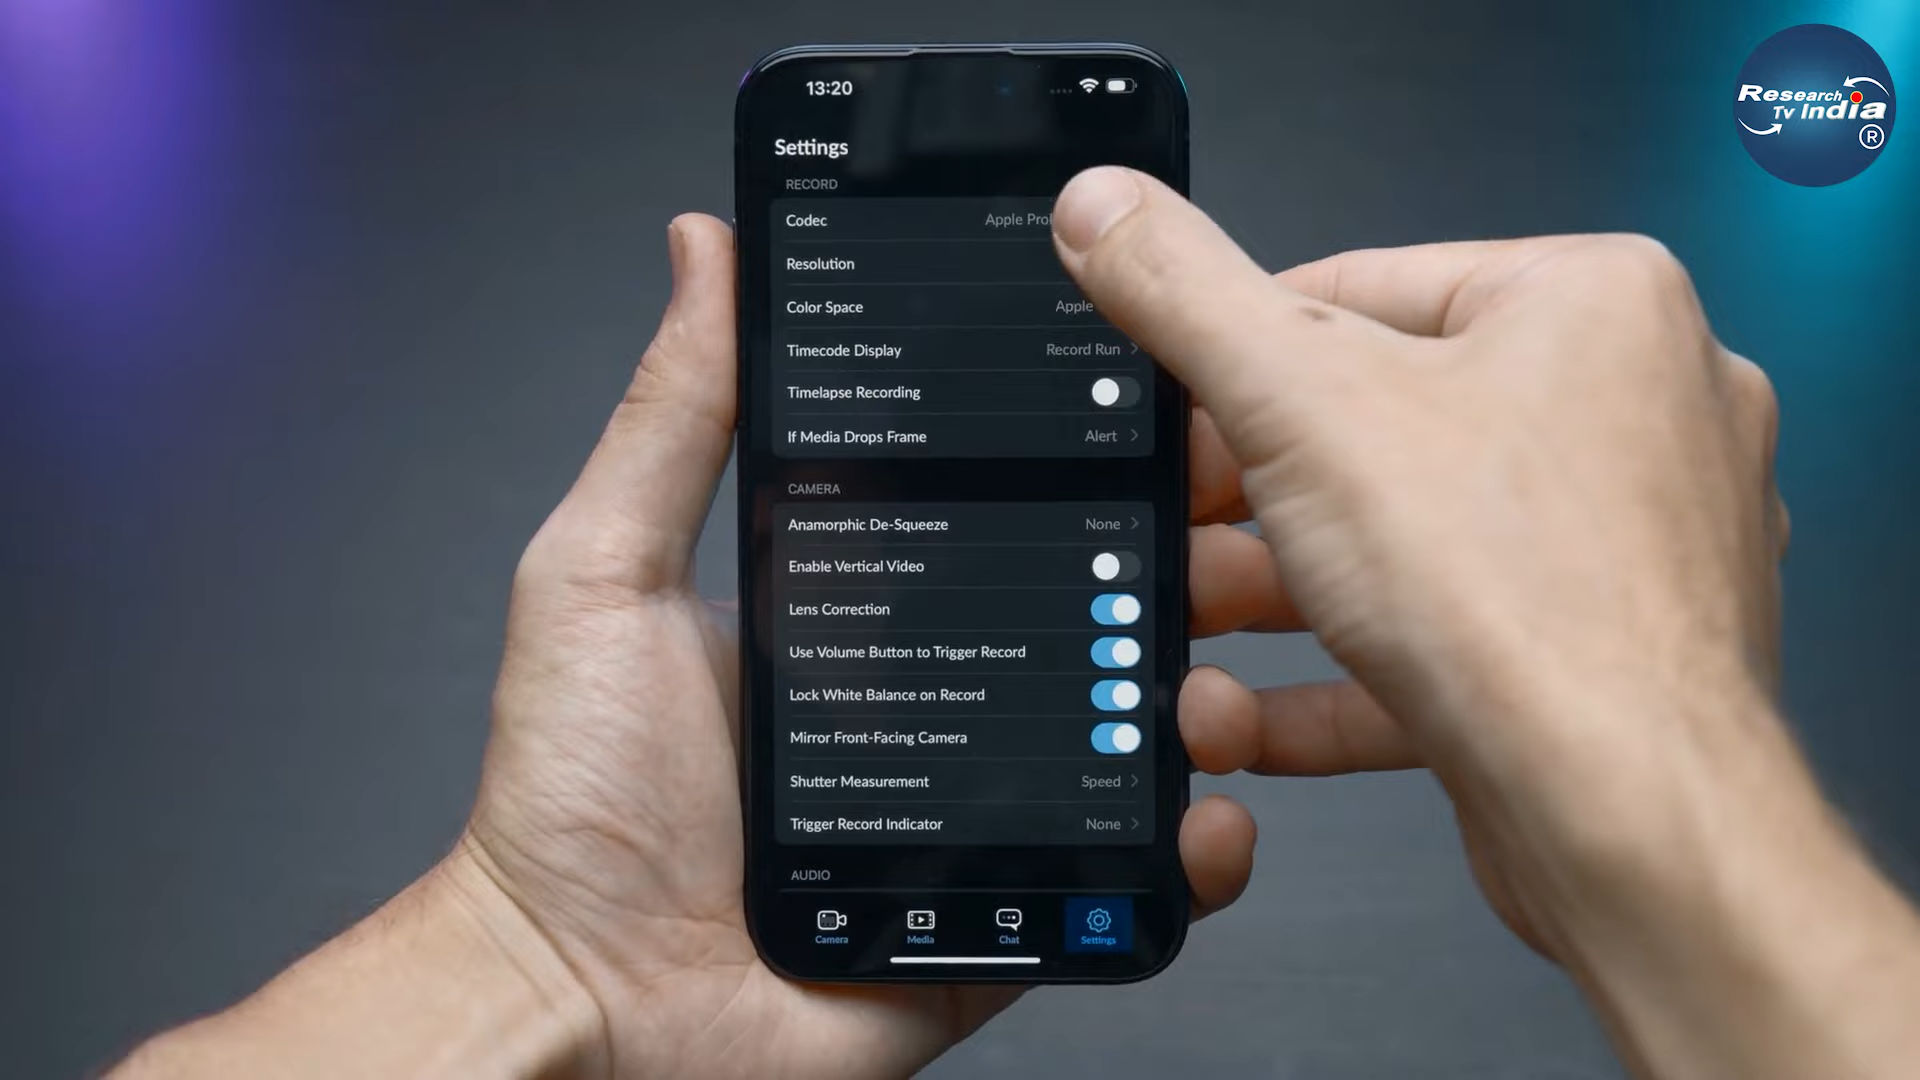 13:20
Research
Tv India
®
Settings
RECORD
Codec Apple
Resolution
Color Space Apple
Timecode Display Record Run
Timelapse Recording
If Media Drops Frame Alert
CAMERA
Anamorphic De-Squeeze None
Enable Vertical Video
Lens Correction
Use Volume Button to Trigger Record
Lock White Balance on Record
Mirror Front-Facing Camera
Shutter Measurement Speed
Trigger Record Indicator None
AUDIO
Camera Media Chat Settings